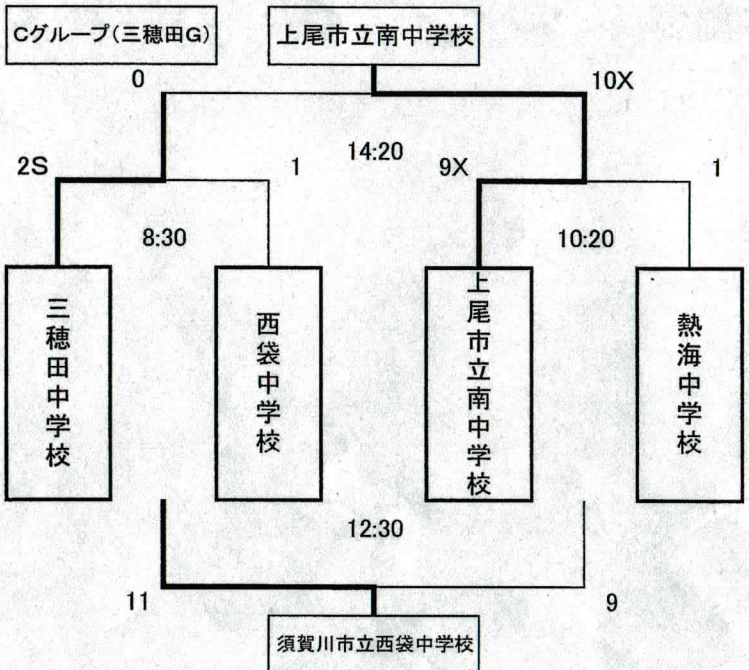 Cグループ(三穂田G)
上尾市立南中学校
0
10X
14:20
2S
1
9X
1
8:30
10:20
三穂田中学校
西袋中学校
上尾市立南中学校
熱海中学校
12:30
11
9
須賀川市立西袋中学校